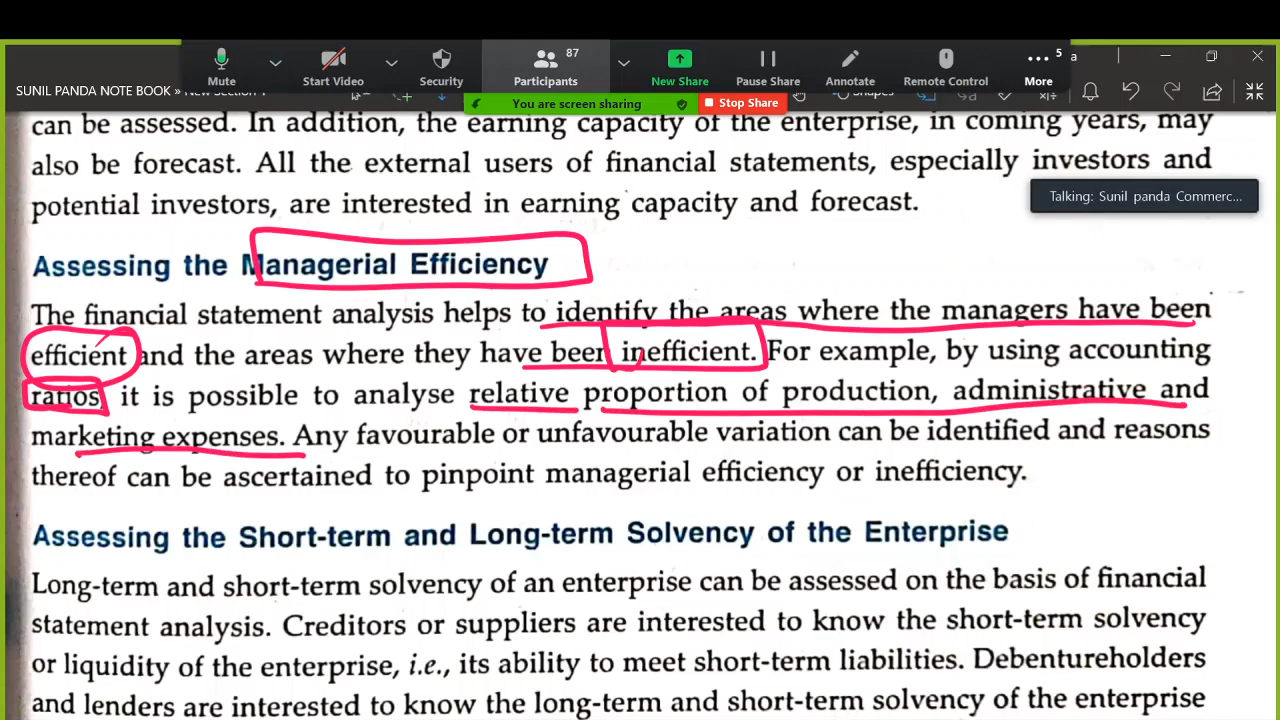 87
5
Mute
Start Video
Security
Participants
New Share
Pause Share
Annotate
Remote Control
More
a
SUNIL PANDA NOTE BOOK » New Section 1
You are screen sharing
Stop Share
Shapes
can be assessed. In addition, the earning capacity of the enterprise, in coming years, may
also be forecast. All the external users of financial statements, especially investors and
Talking: Sunil panda Commerc...
potential investors, are interested in earning capacity and forecast.
Assessing the Managerial Efficiency
The financial statement analysis helps to identify the areas where the managers have been
efficient and the areas where they have been inefficient. For example, by using accounting
ratios, it is possible to analyse relative proportion of production, administrative and
marketing expenses. Any favourable or unfavourable variation can be identified and reasons
thereof can be ascertained to pinpoint managerial efficiency or inefficiency.
Assessing the Short-term and Long-term Solvency of the Enterprise
Long-term and short-term solvency of an enterprise can be assessed on the basis of financial
statement analysis. Creditors or suppliers are interested to know the short-term solvency
or liquidity of the enterprise, i.e., its ability to meet short-term liabilities. Debentureholders
and lenders are interested to know the long-term and short-term solvency of the enterprise